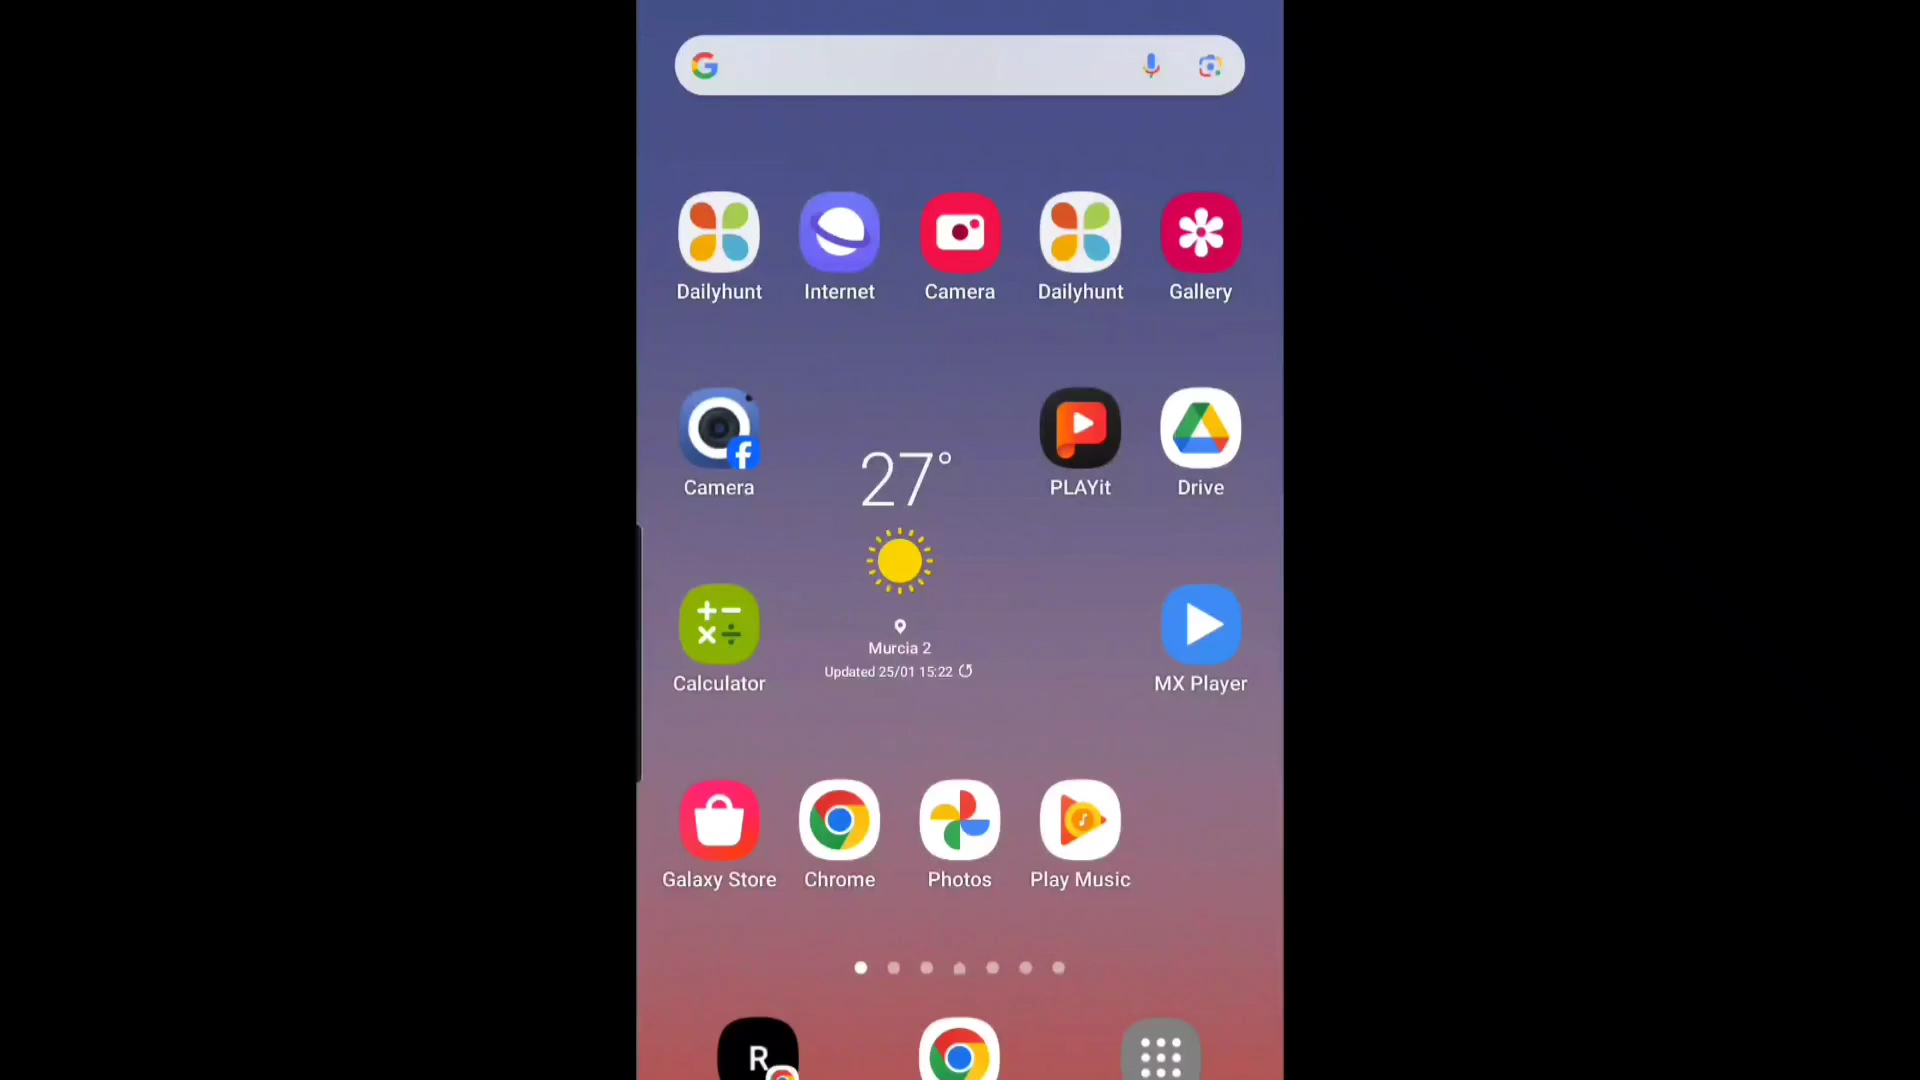 Dailyhunt
Internet
Camera
Dailyhunt
Gallery
Camera
27°
PLAYit
Drive
Calculator
Murcia 2
Updated 25/01 15:22
MX Player
Galaxy Store
Chrome
Photos
Play Music
R